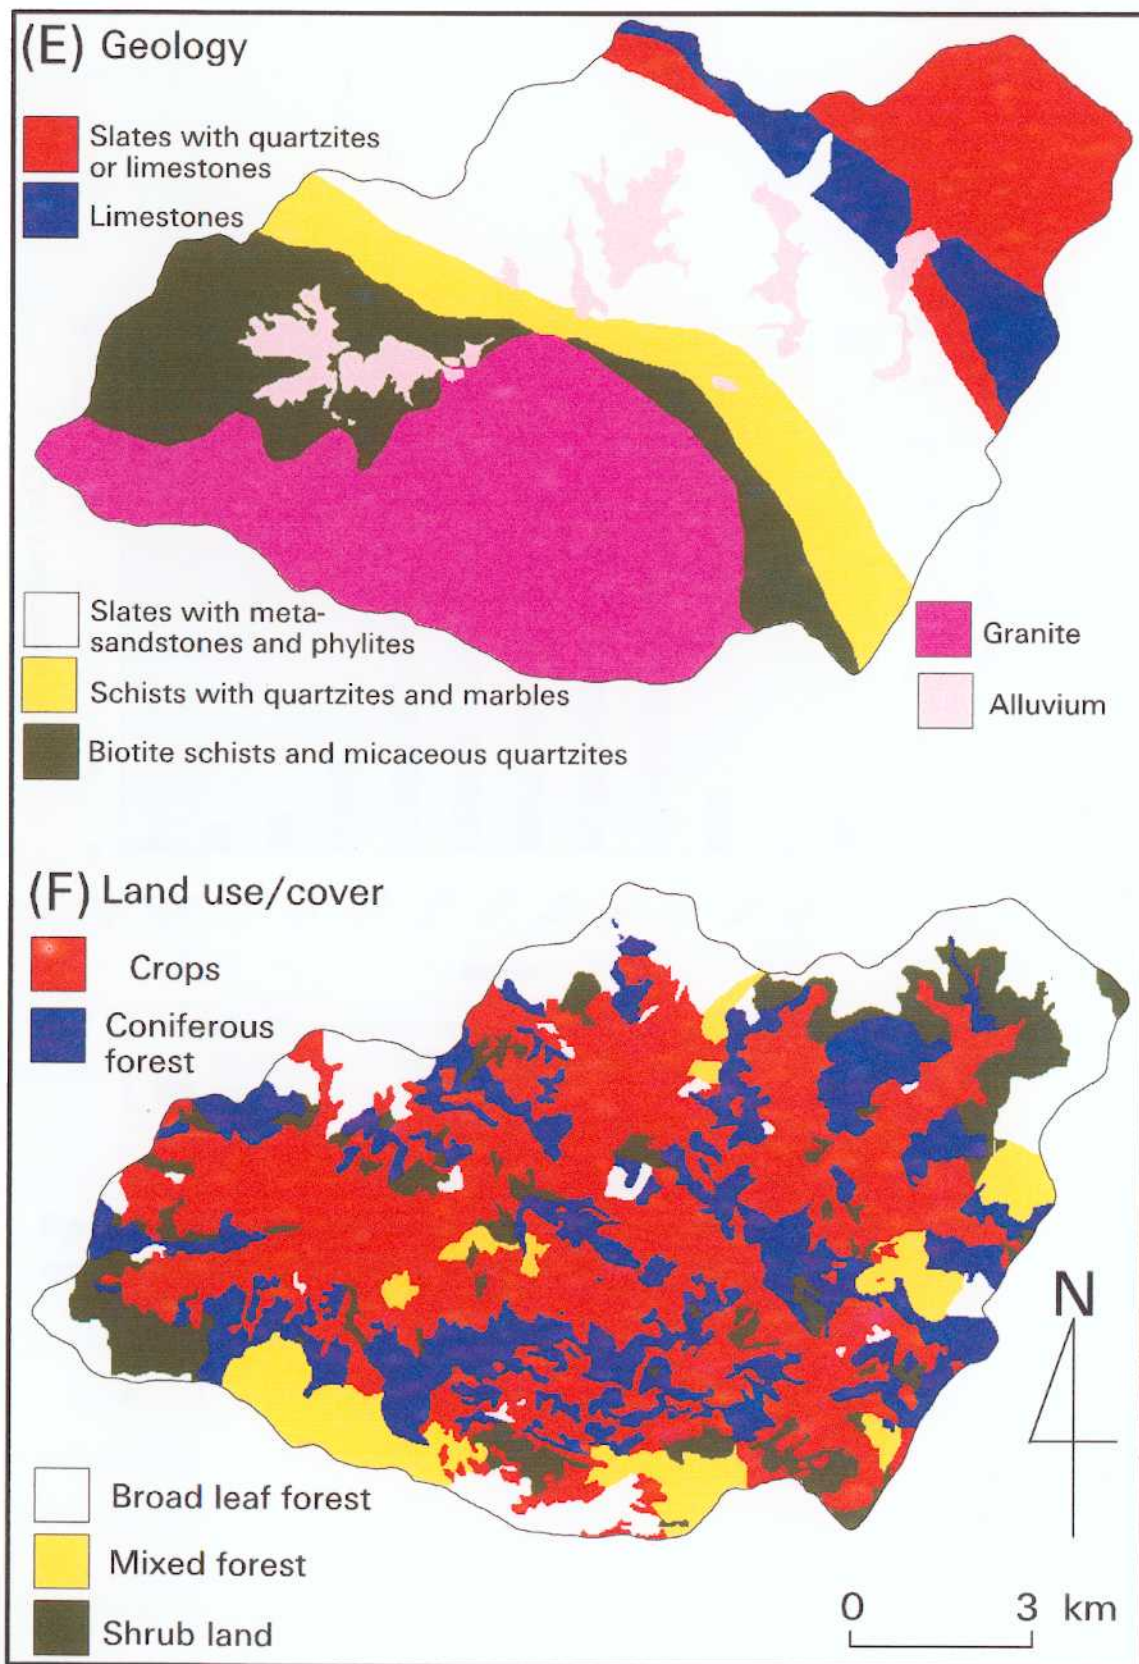 (E) Geology
Slates with quartzites
or limestones
Limestones
Slates with meta-
sandstones and phylites
Schists with quartzites and marbles
Biotite schists and micaceous quartzites
Granite
Alluvium
(F) Land use/cover
Crops
Coniferous
forest
N
Broad leaf forest
Mixed forest
Shrub land
0 3 km